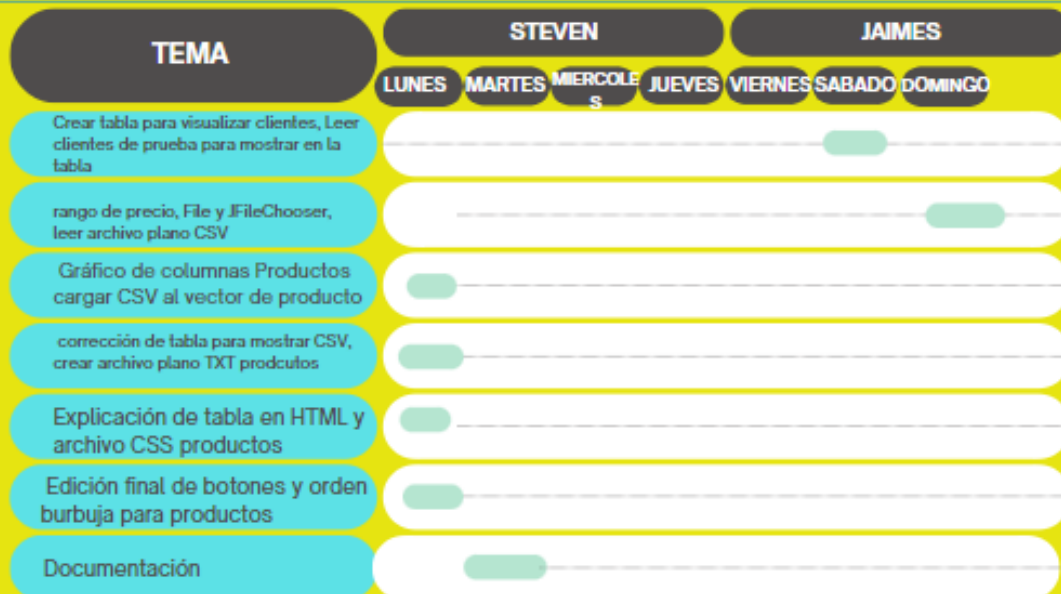 TEMA
STEVEN
JAIMES
LUNES
MARTES
MIERCOLE
S
JUEVES
VIERNES
SABADO
DOMINGO
Crear tabla para visualizar clientes, Leer
clientes de prueba para mostrar en la
tabla
rango de precio, File y JFileChooser,
leer archivo plano CSV
Gráfico de columnas Productos
cargar CSV al vector de producto
corrección de tabla para mostrar CSV,
crear archivo plano TXT prodcutos
Explicación de tabla en HTML y
archivo CSS productos
Edición final de botones y orden
burbuja para productos
Documentación